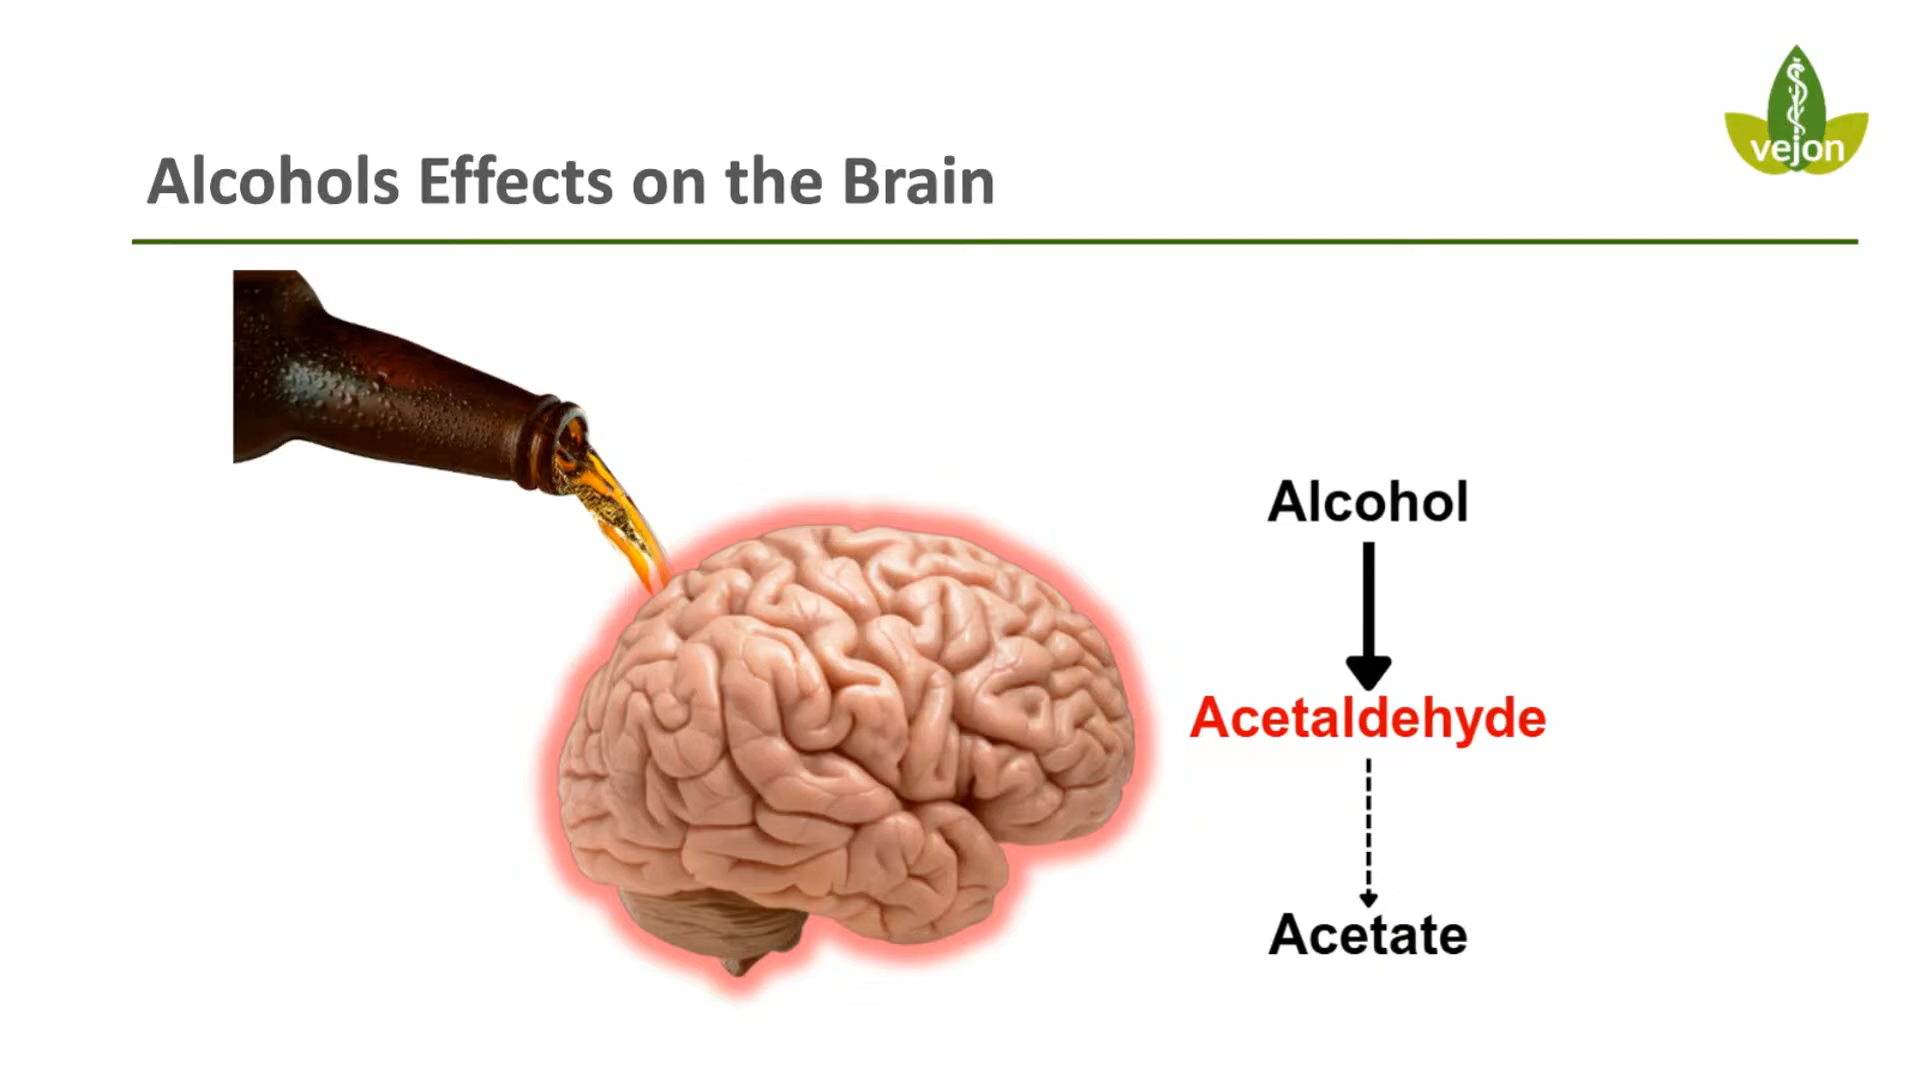 vejon
Alcohols Effects on the Brain
Alcohol
Acetaldehyde
Acetate